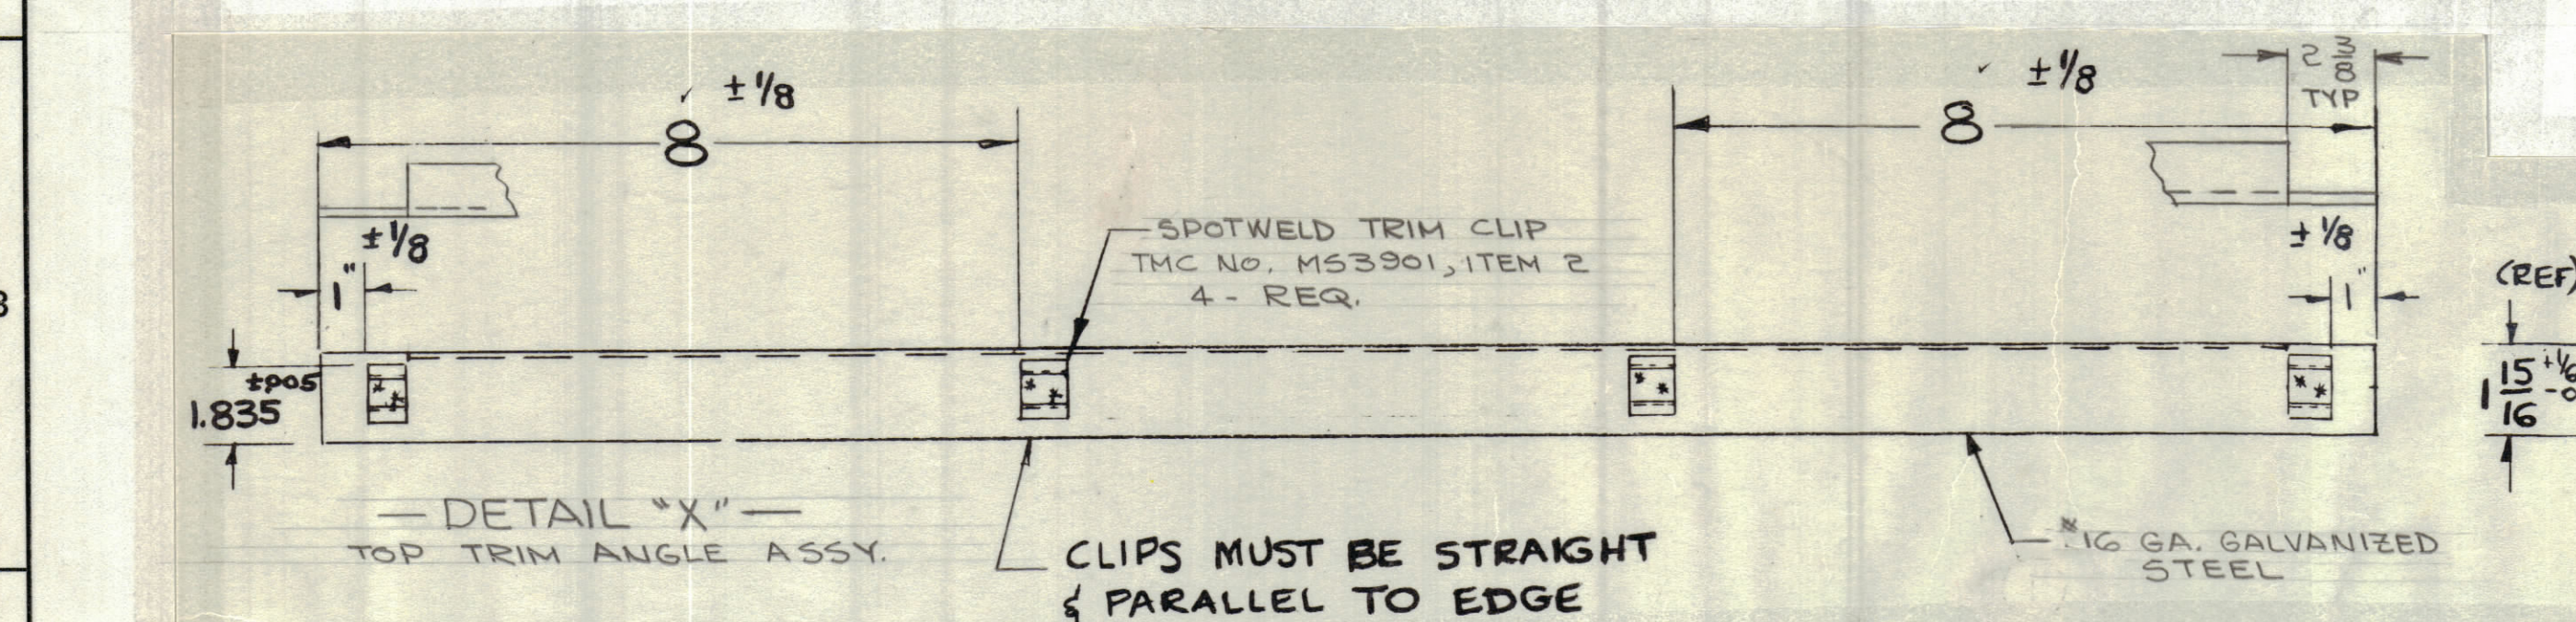 ✓ ±1/8
8
±1/8
1"
±.005
1.835
SPOTWELD TRIM CLIP
TMC NO. MS3901, ITEM 2
4 - REQ.
✓ ±1/8
8
2 3/8
TYP
±1/8
1"
(REF)
1 15/16
— DETAIL "X" —
TOP TRIM ANGLE ASSY.
CLIPS MUST BE STRAIGHT
& PARALLEL TO EDGE
#16 GA. GALVANIZED
STEEL